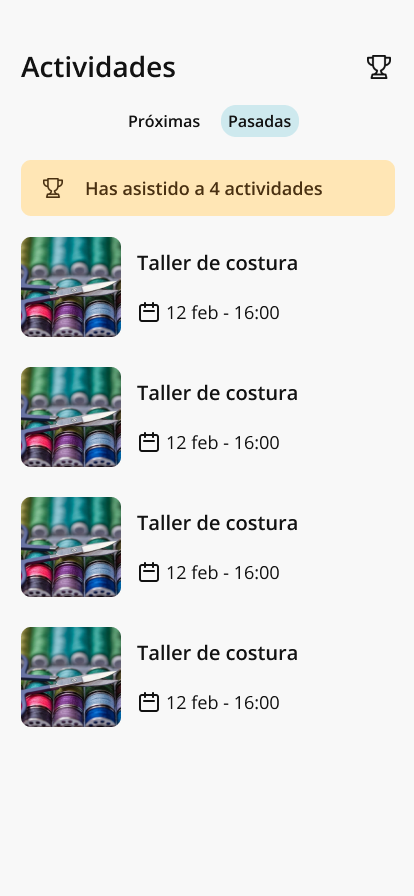 Actividades
Próximas Pasadas
Has asistido a 4 actividades
Taller de costura
12 feb - 16:00
Taller de costura
12 feb - 16:00
Taller de costura
12 feb - 16:00
Taller de costura
12 feb - 16:00